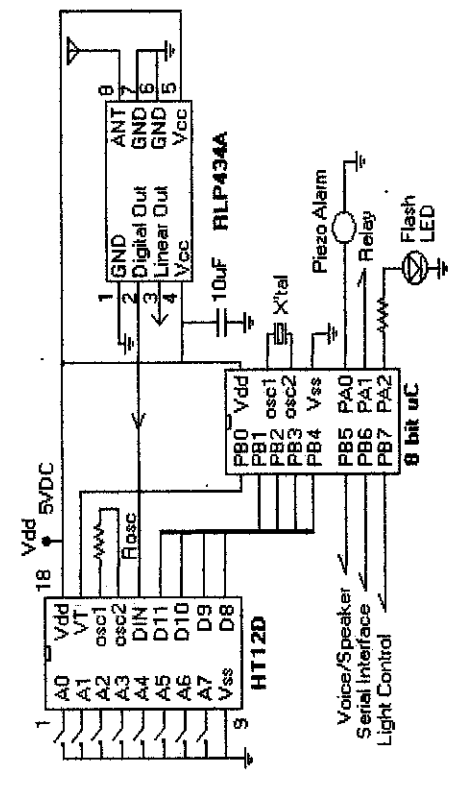 8 ANT
7 GND
6 GND
5 Vcc
1 GND
2 Digital Out
3 Linear Out
4 Vcc
RLP434A
10uF
X'tal
Vdd
5VDC
18
1
9
A0 Vdd
A1 VT
A2 osc1
A3 osc2
A4 DIN
A5 D11
A6 D10
A7 D9
Vss D8
HT12D
Rosc
PB0 Vdd
PB1
PB2 osc1
PB3 osc2
PB4 Vss
PB5 PA0
PB6 PA1
PB7 PA2
8 bit uC
Piezo Alarm
Relay
Flash
LED
Voice/Speaker
Serial Interface
Light Control